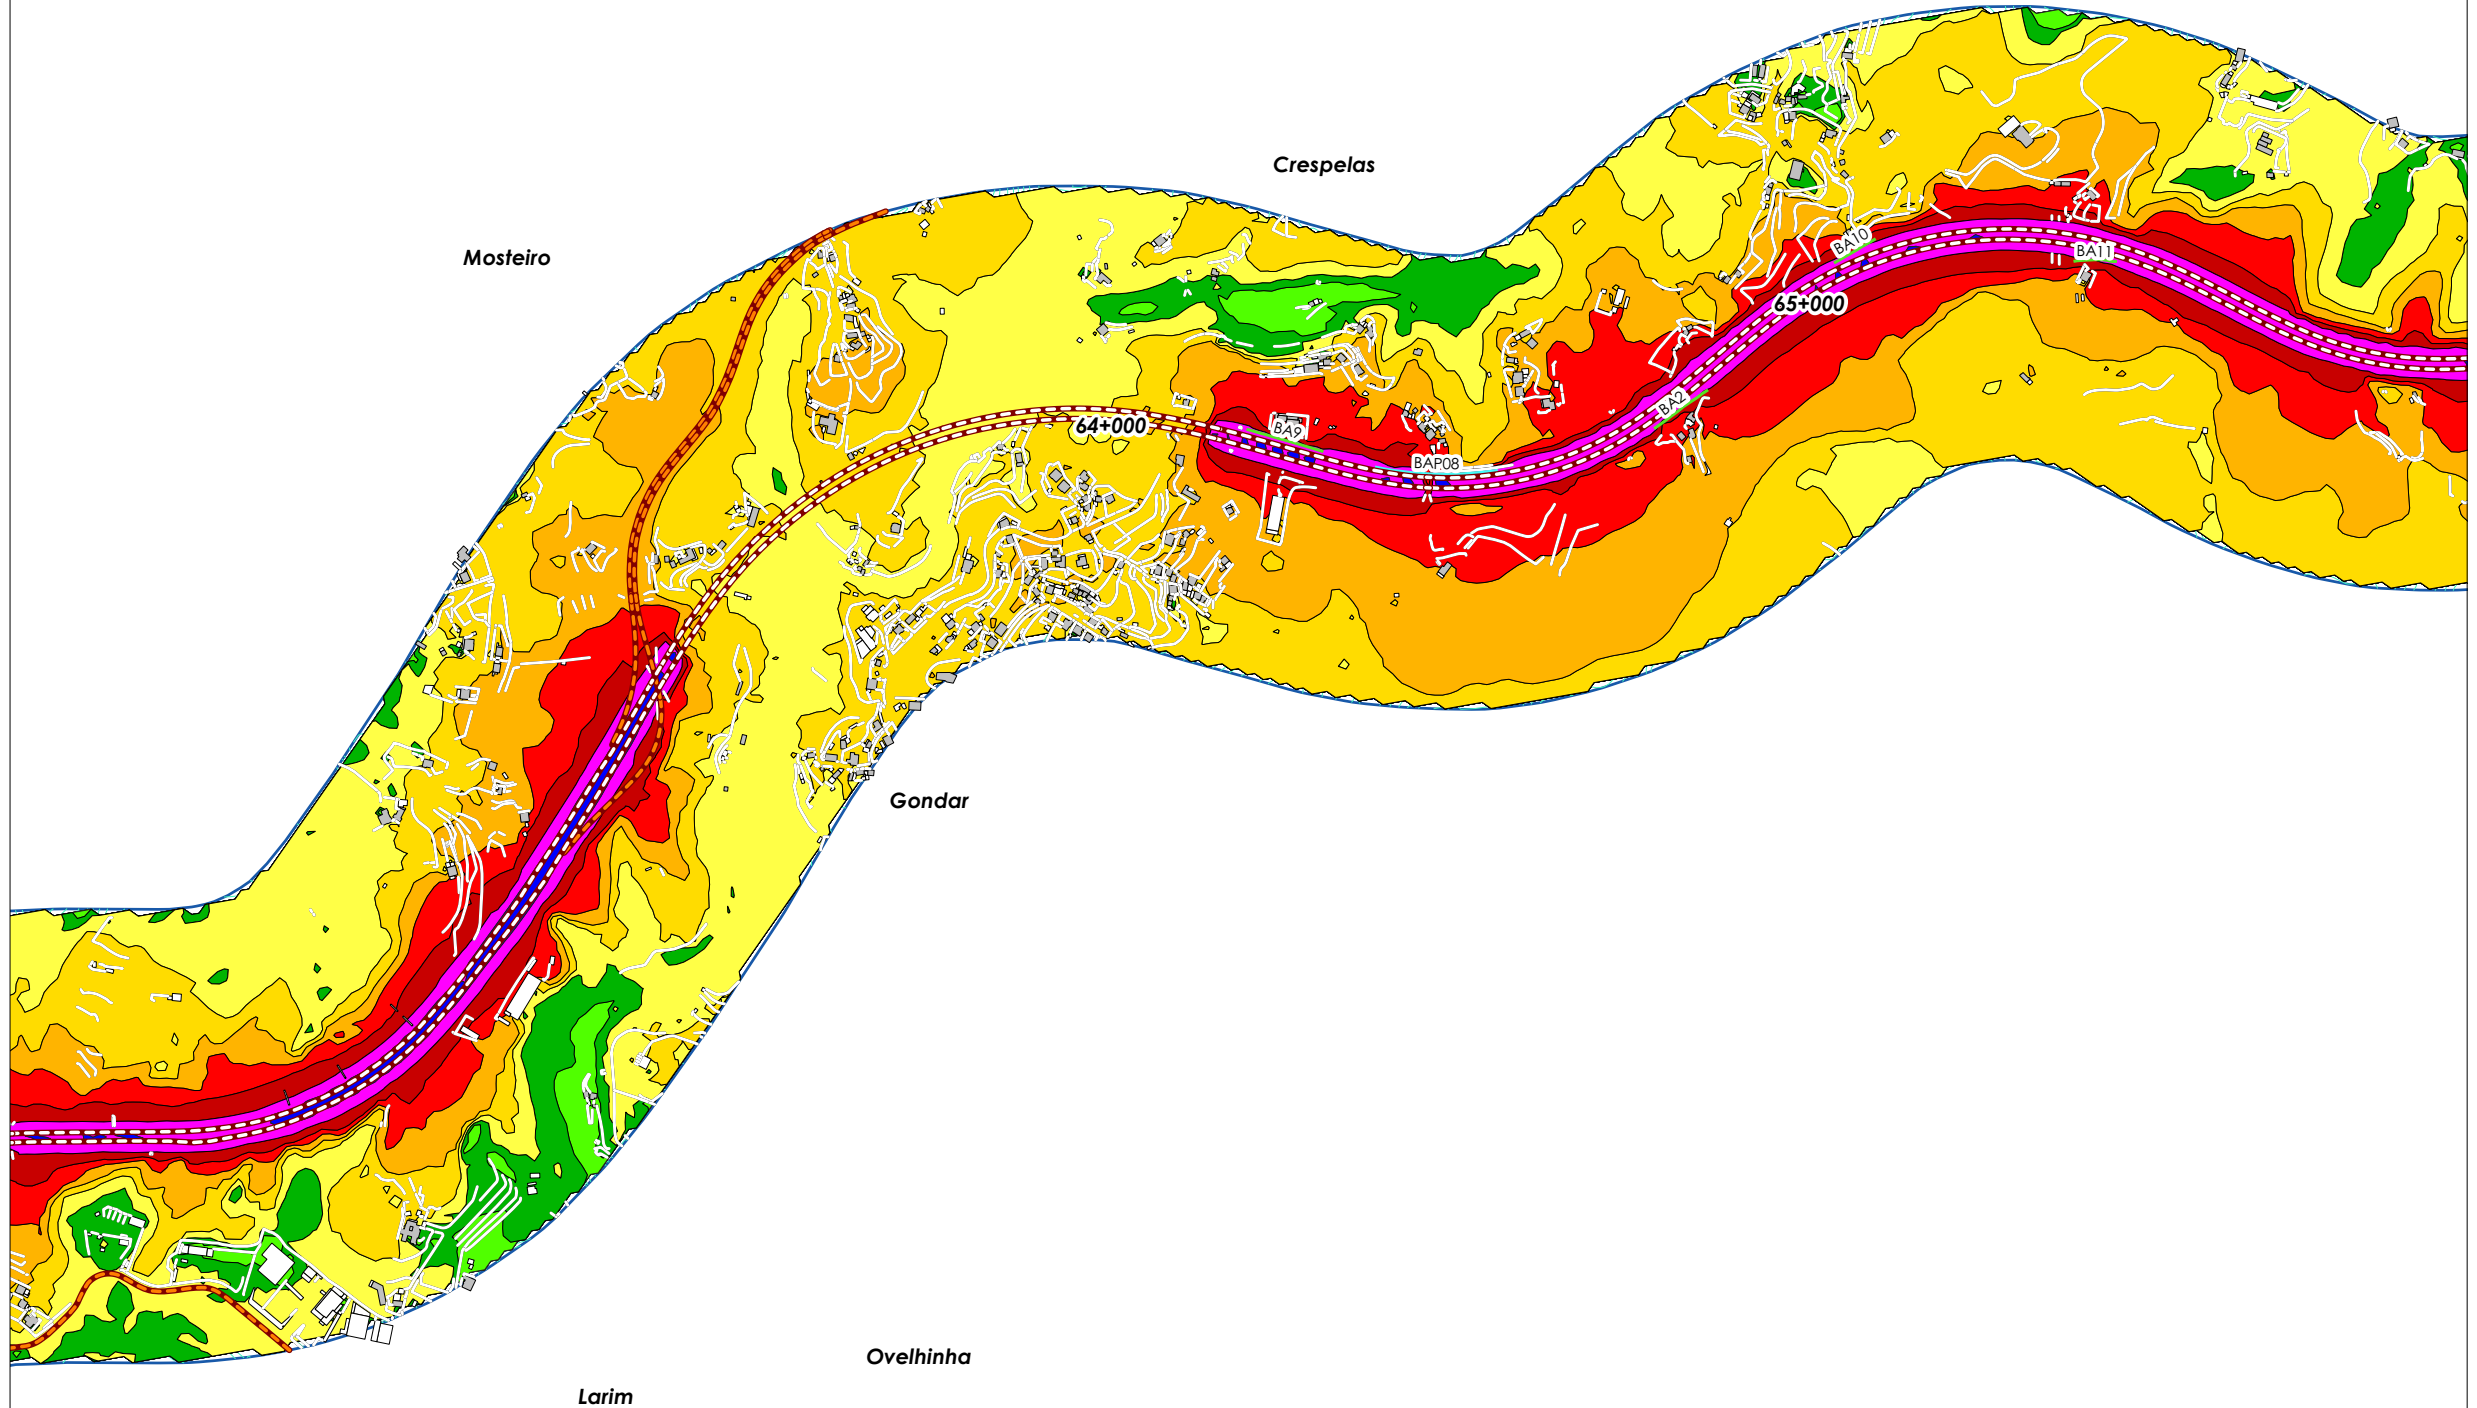 Crespelas
Mosteiro
BA10
BA11
65+000
BA2
64+000
BA9
BAP08
Gondar
Ovelhinha
Larim